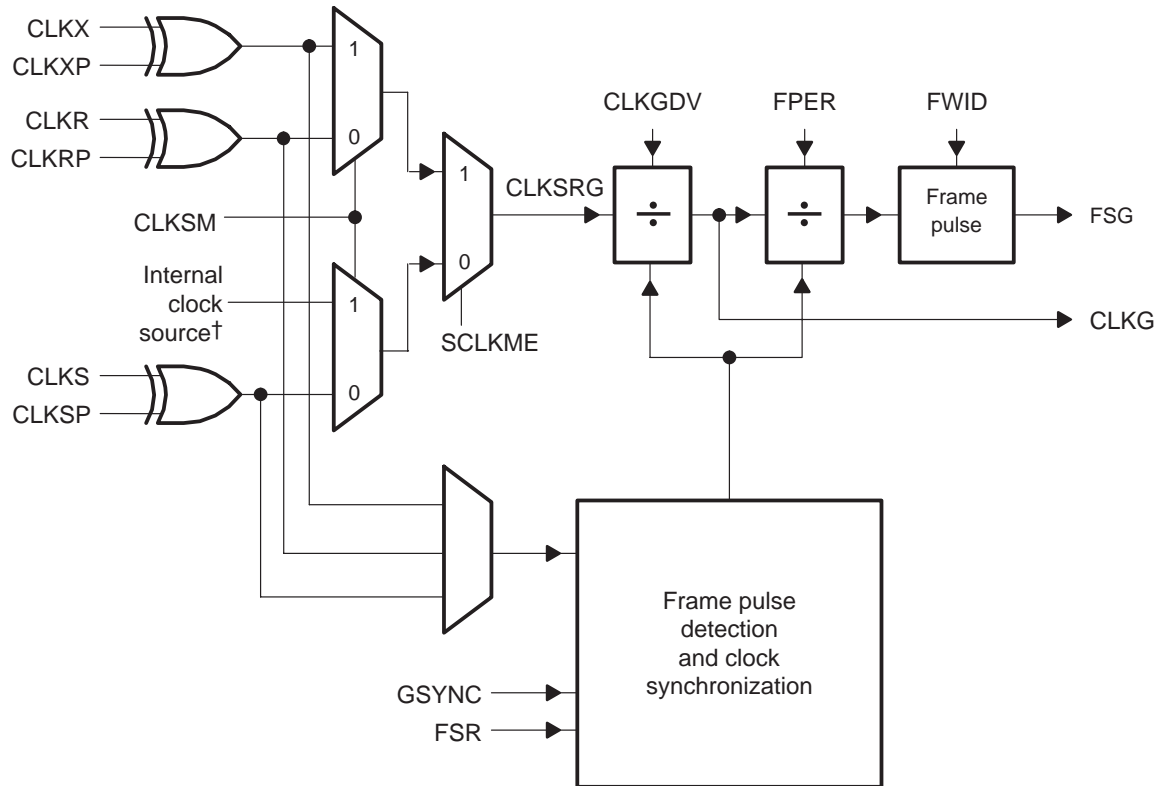 CLKX
CLKXP
1
CLKR
CLKRP
0
CLKGDV
FPER
FWID
1
CLKSRG
÷
÷
Frame
pulse
FSG
CLKSM
0
Internal
clock
source†
1
SCLKME
CLKG
CLKS
CLKSP
0
Frame pulse
detection
and clock
synchronization
GSYNC
FSR